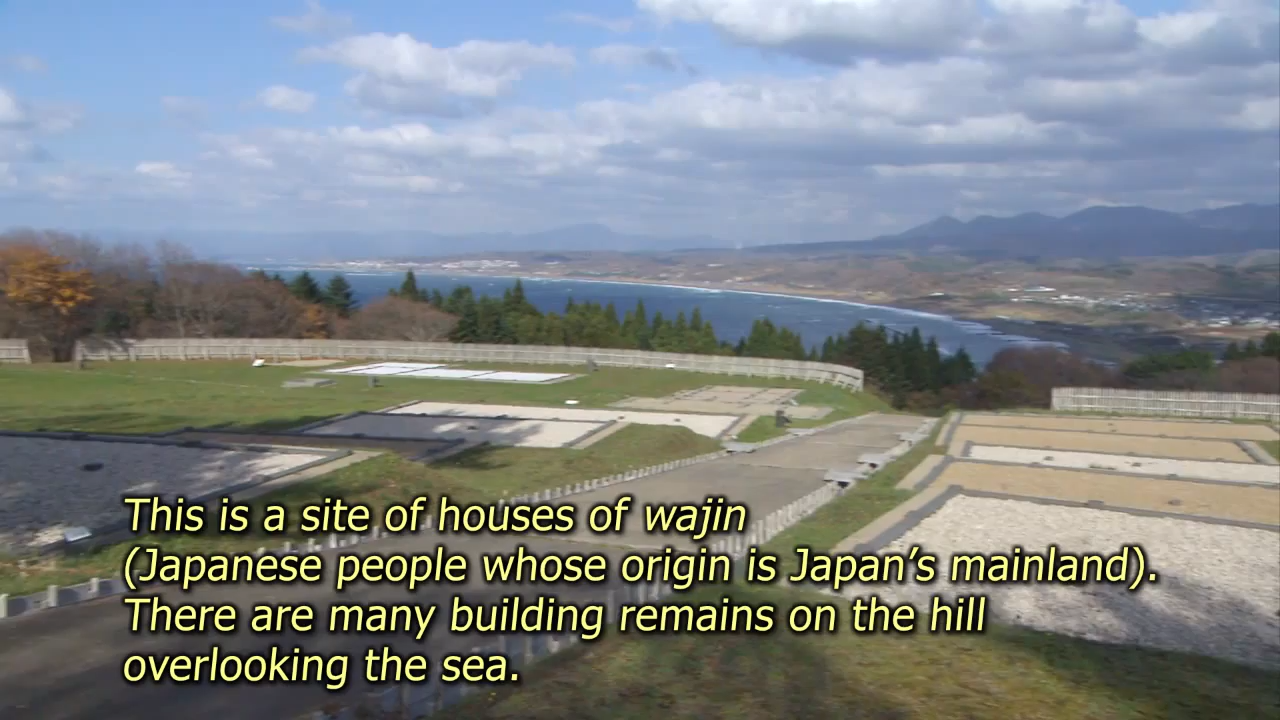 This is a site of houses of wajin
(Japanese people whose origin is Japan’s mainland).
There are many building remains on the hill
overlooking the sea.